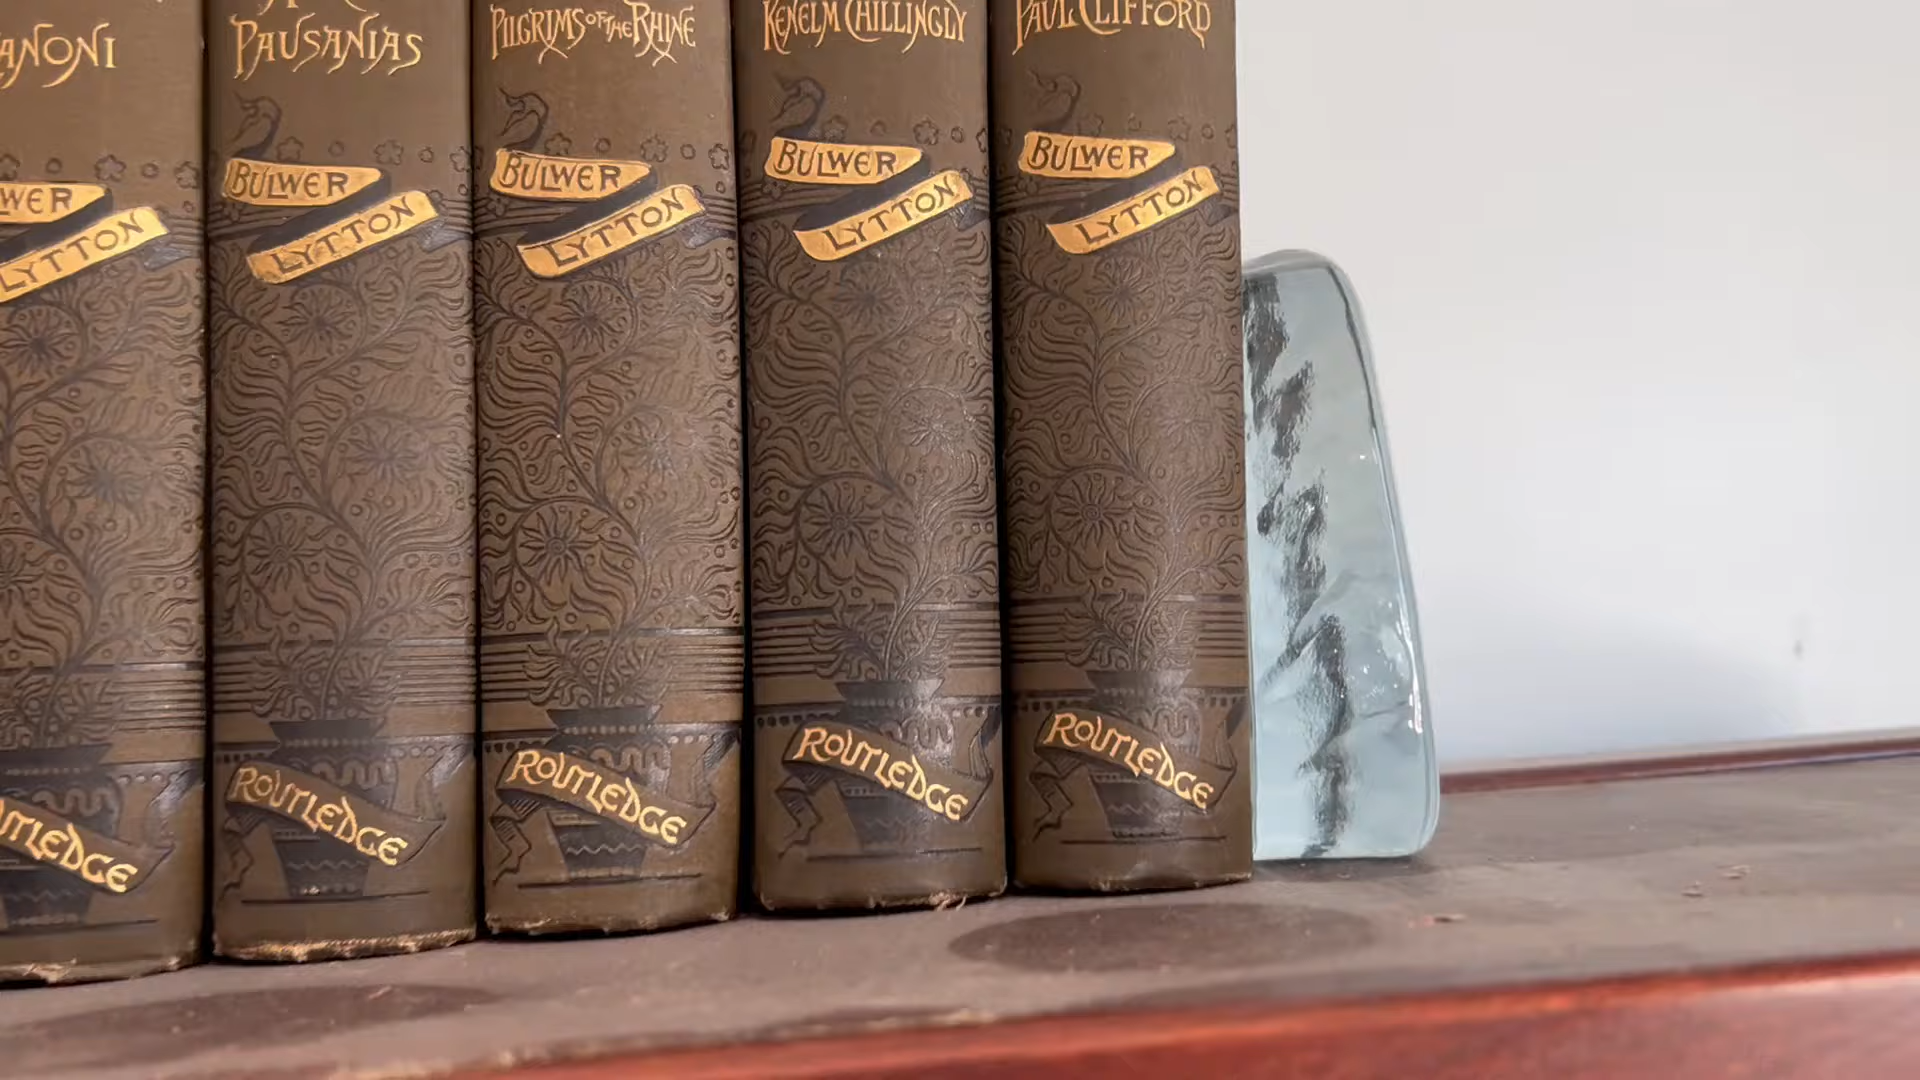 PAUSANIAS
BULWER
LYTTON
ROUTLEDGE
PILGRIMS OF THE RHINE
BULWER
LYTTON
ROUTLEDGE
KENELM CHILLINGLY
BULWER
LYTTON
ROUTLEDGE
PAUL CLIFFORD
BULWER
LYTTON
ROUTLEDGE
ANONI
WER
LYTTON
UTLEDGE